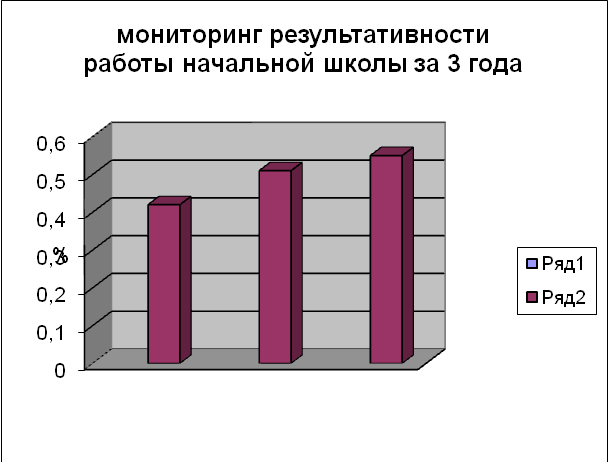 мониторинг результативности
работы начальной школы за 3 года
0,6
0,5
0,4
0,3
%
0,2
0,1
0
Ряд1
Ряд2